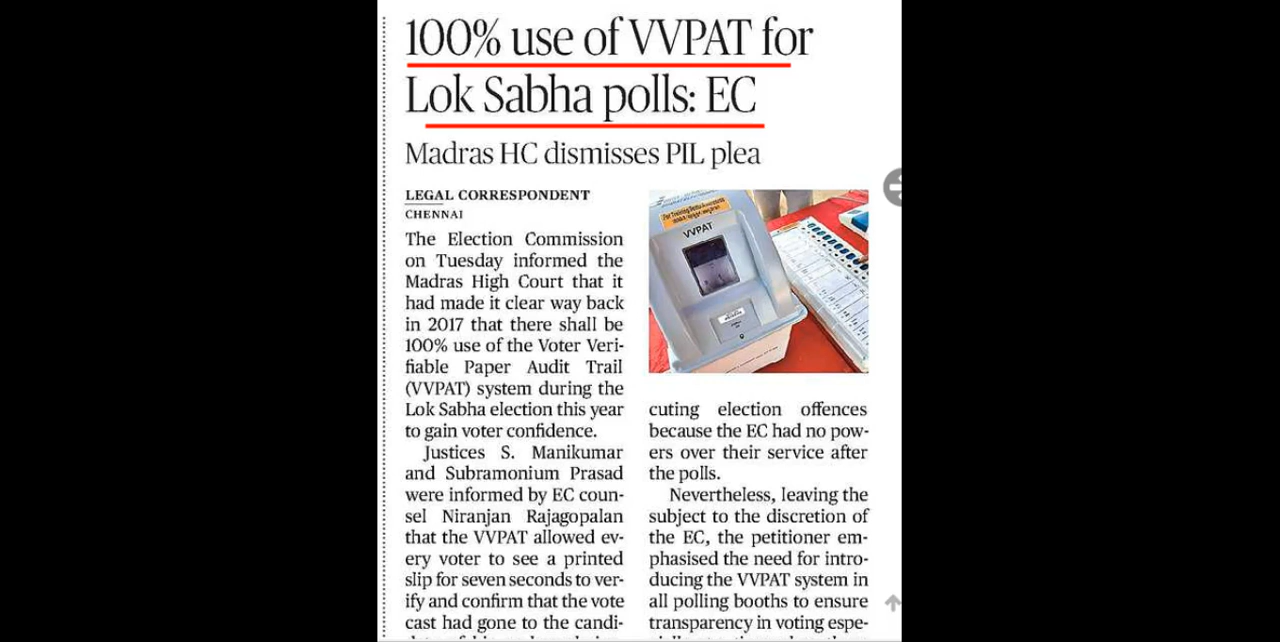 100% use of VVPAT for
Lok Sabha polls: EC
Madras HC dismisses PIL plea
LEGAL CORRESPONDENT
CHENNAI
The Election Commission
on Tuesday informed the
Madras High Court that it
had made it clear way back
in 2017 that there shall be
100% use of the Voter Veri-
fiable Paper Audit Trail
(VVPAT) system during the
Lok Sabha election this year
to gain voter confidence.
Justices S. Manikumar
and Subramonium Prasad
were informed by EC coun-
sel Niranjan Rajagopalan
that the VVPAT allowed ev-
ery voter to see a printed
slip for seven seconds to ver-
ify and confirm that the vote
cast had gone to the candi-
VVPAT
cuting election offences
because the EC had no pow-
ers over their service after
the polls.
Nevertheless, leaving the
subject to the discretion of
the EC, the petitioner em-
phasised the need for intro-
ducing the VVPAT system in
all polling booths to ensure
transparency in voting espe-